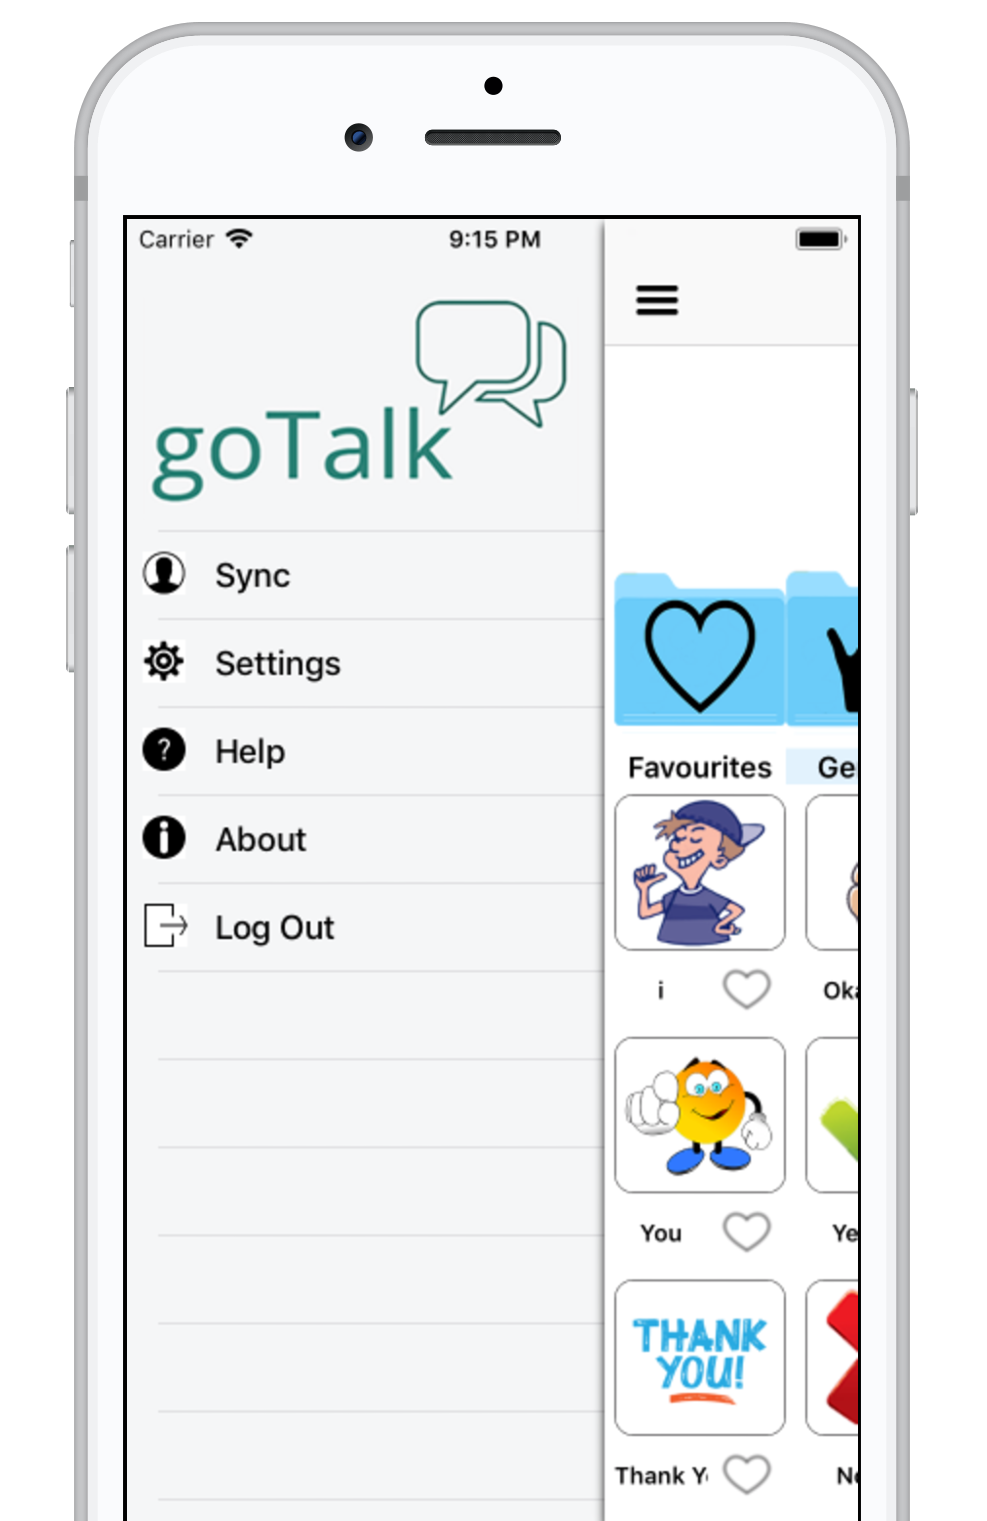 Carrier
9:15 PM
goTalk
Sync
Settings
?
Help
i
About
Log Out
Favourites
Ge
i
Oka
You
Ye
THANK
YOU!
Thank Y
No